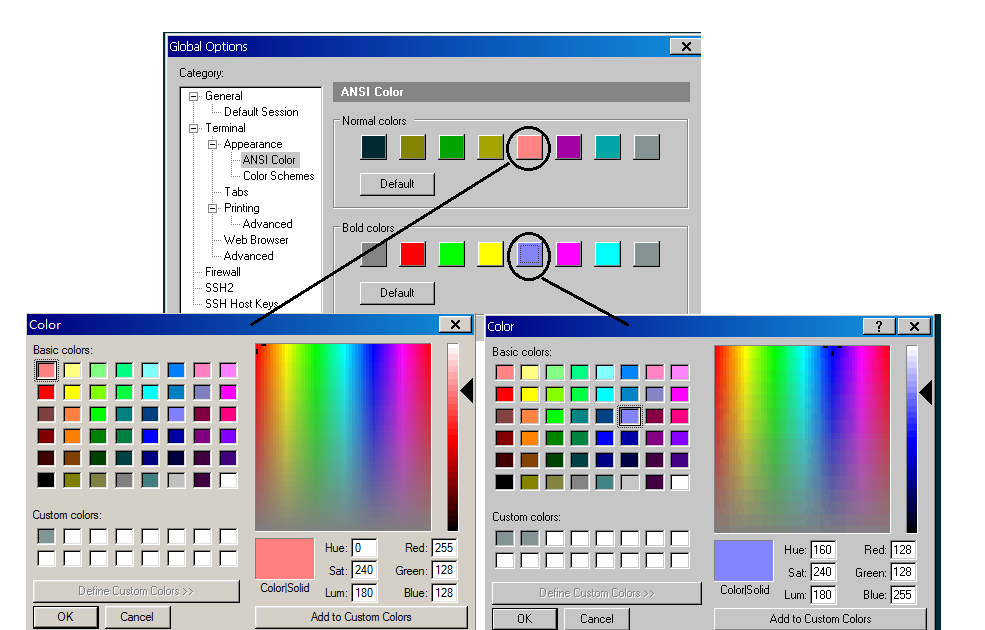 Global Options
Category:
General
Default Session
Terminal
Appearance
ANSI Color
Color Schemes
Tabs
Printing
Advanced
Web Browser
Advanced
Firewall
SSH2
SSH Host Keys
ANSI Color
Normal colors
Default
Bold colors
Default
Color
Basic colors:
Custom colors:
Define Custom Colors >>
OK Cancel
Color|Solid
Hue: 0 Red: 255
Sat: 240 Green: 128
Lum: 180 Blue: 128
Add to Custom Colors
Color ?
Basic colors:
Custom colors:
Define Custom Colors >>
OK Cancel
Color|Solid
Hue: 160 Red: 128
Sat: 240 Green: 128
Lum: 180 Blue: 255
Add to Custom Colors